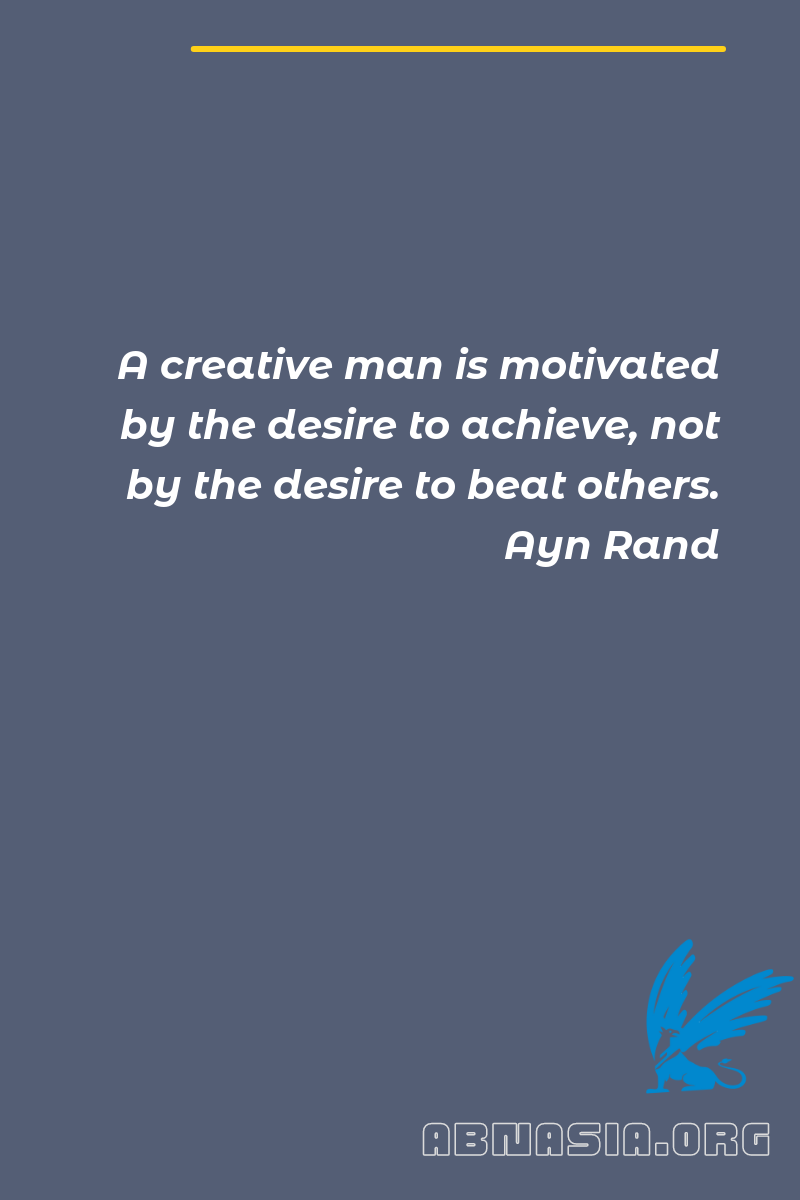 A creative man is motivated
by the desire to achieve, not
by the desire to beat others.
Ayn Rand
ABNASIA.ORG